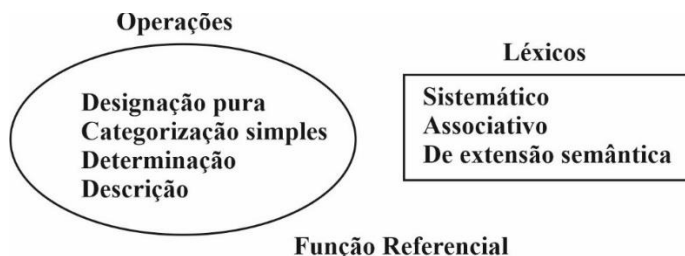 Operações
Designação pura
Categorização simples
Determinação
Descrição
Léxicos
Sistemático
Associativo
De extensão semântica
Função Referencial